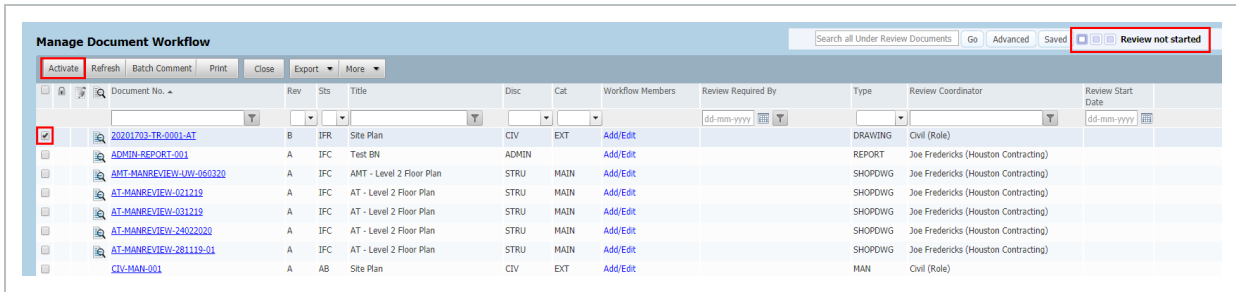 Manage Document Workflow
Search all Under Review Documents Go Advanced Saved Review not started
Activate Refresh Batch Comment Print Close Export More
Document No. Rev Sts Title Disc Cat Workflow Members Review Required By Type Review Coordinator Review Start Date
dd-mm-yyyy dd-mm-yyyy
20201703-TR-0001-AT B IFR Site Plan CIV EXT Add/Edit DRAWING Civil (Role)
ADMIN-REPORT-001 A IFC Test BN ADMIN Add/Edit REPORT Joe Fredericks (Houston Contracting)
AMT-MANREVIEW-UW-060320 A IFC AMT - Level 2 Floor Plan STRU MAIN Add/Edit SHOPDWG Joe Fredericks (Houston Contracting)
AT-MANREVIEW-021219 A IFC AT - Level 2 Floor Plan STRU MAIN Add/Edit SHOPDWG Joe Fredericks (Houston Contracting)
AT-MANREVIEW-031219 A IFC AT - Level 2 Floor Plan STRU MAIN Add/Edit SHOPDWG Joe Fredericks (Houston Contracting)
AT-MANREVIEW-24022020 A IFC AT - Level 2 Floor Plan STRU MAIN Add/Edit SHOPDWG Joe Fredericks (Houston Contracting)
AT-MANREVIEW-281119-01 A IFC AT - Level 2 Floor Plan STRU MAIN Add/Edit SHOPDWG Joe Fredericks (Houston Contracting)
CIV-MAN-001 A AB Site Plan CIV EXT Add/Edit MAN Civil (Role)